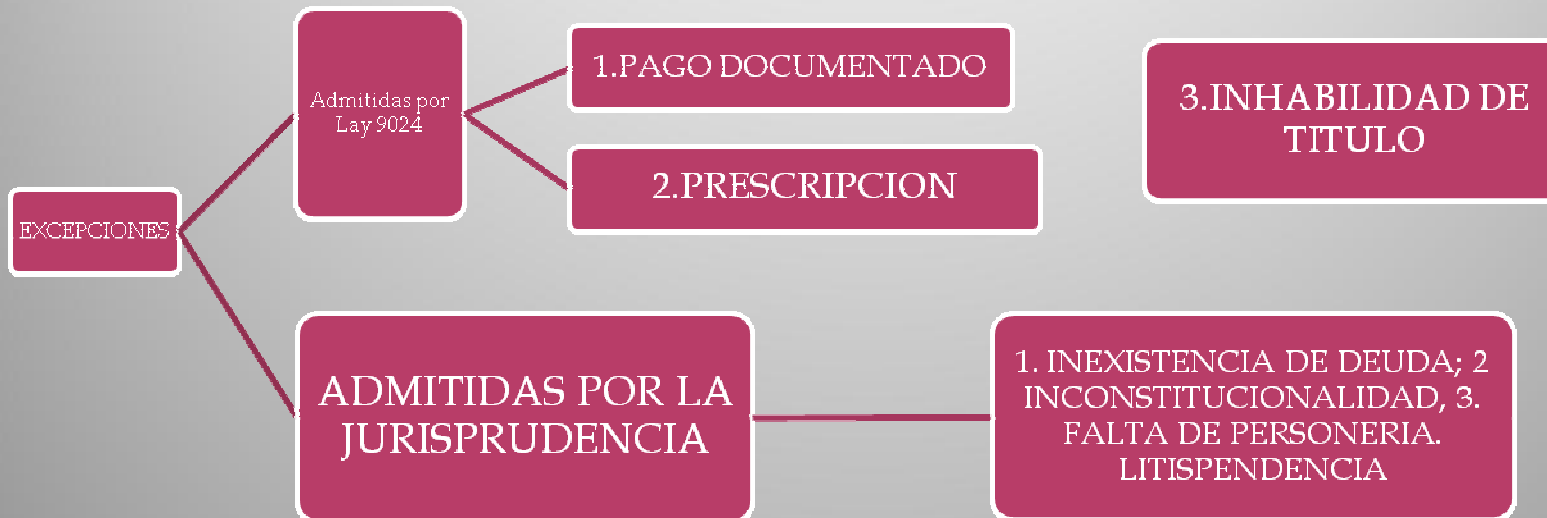 EXCEPCIONES
Admitidas por
Lay 9024
1.PAGO DOCUMENTADO
2.PRESCRIPCION
3.INHABILIDAD DE
TITULO
ADMITIDAS POR LA
JURISPRUDENCIA
1. INEXISTENCIA DE DEUDA; 2
INCONSTITUCIONALIDAD, 3.
FALTA DE PERSONERIA.
LITISPENDENCIA